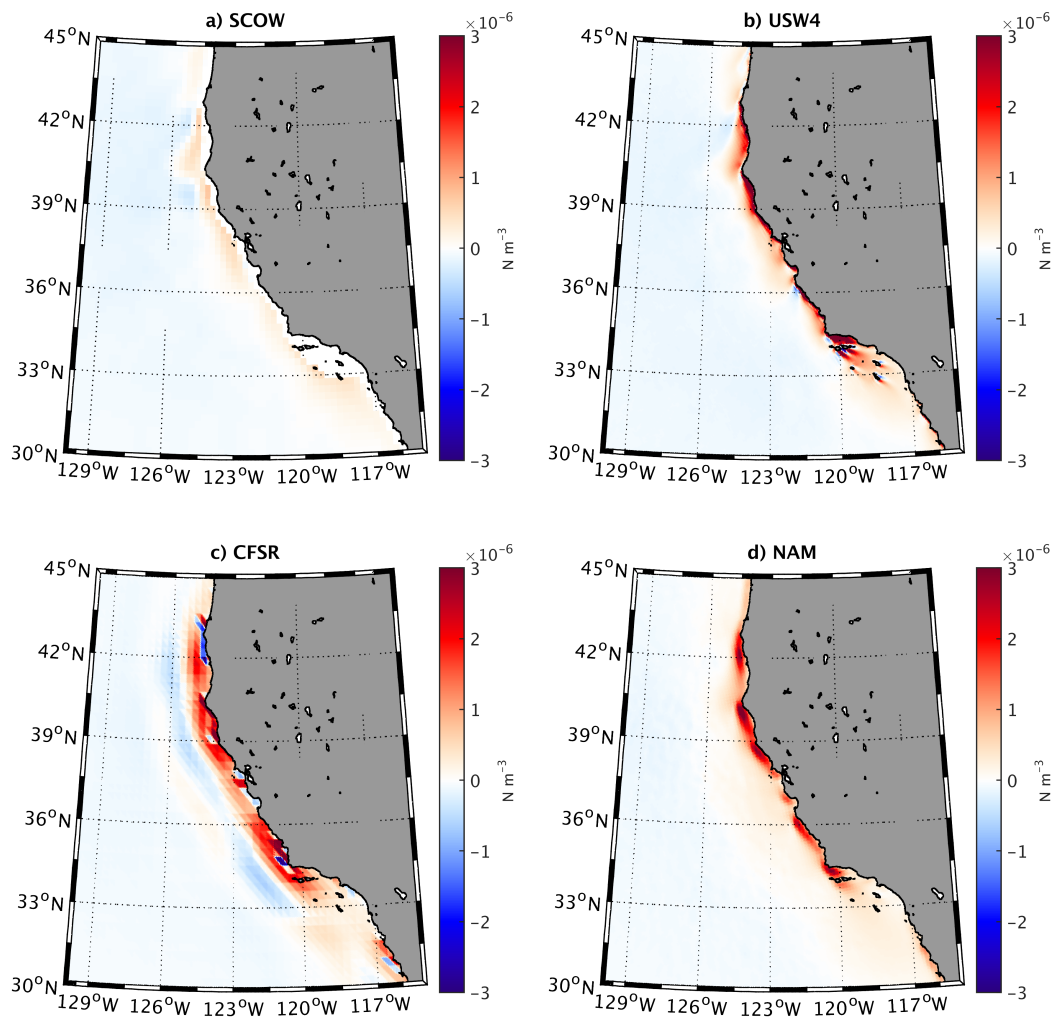 a) SCOW
×10⁻⁶
45°N
42°N
39°N
36°N
33°N
30°N
129°W 126°W 123°W 120°W 117°W
3
2
1
0
−1
−2
−3
N m⁻³
b) USW4
×10⁻⁶
45°N
42°N
39°N
36°N
33°N
30°N
129°W 126°W 123°W 120°W 117°W
3
2
1
0
−1
−2
−3
N m⁻³
c) CFSR
×10⁻⁶
45°N
42°N
39°N
36°N
33°N
30°N
129°W 126°W 123°W 120°W 117°W
3
2
1
0
−1
−2
−3
N m⁻³
d) NAM
×10⁻⁶
45°N
42°N
39°N
36°N
33°N
30°N
129°W 126°W 123°W 120°W 117°W
3
2
1
0
−1
−2
−3
N m⁻³